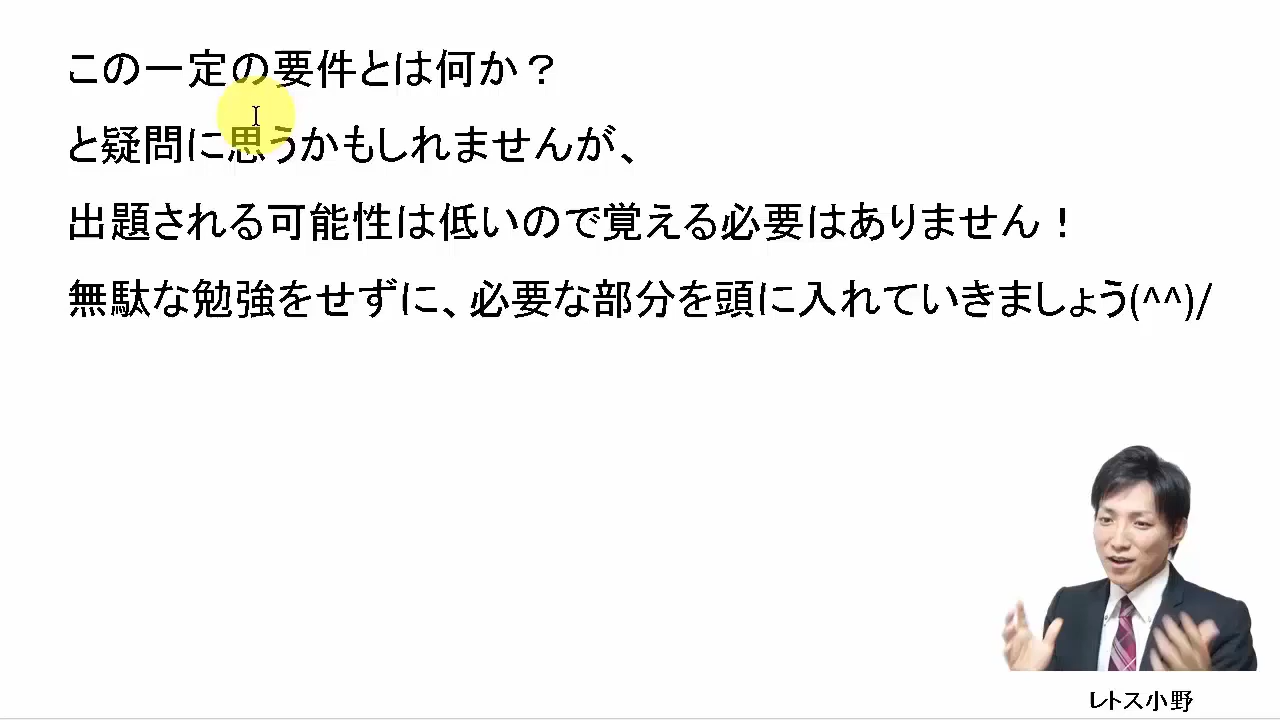 この一定の要件とは何か？
と疑問に思うかもしれませんが、
出題される可能性は低いので覚える必要はありません！
無駄な勉強をせずに、必要な部分を頭に入れていきましょう(^^)/
レトス小野